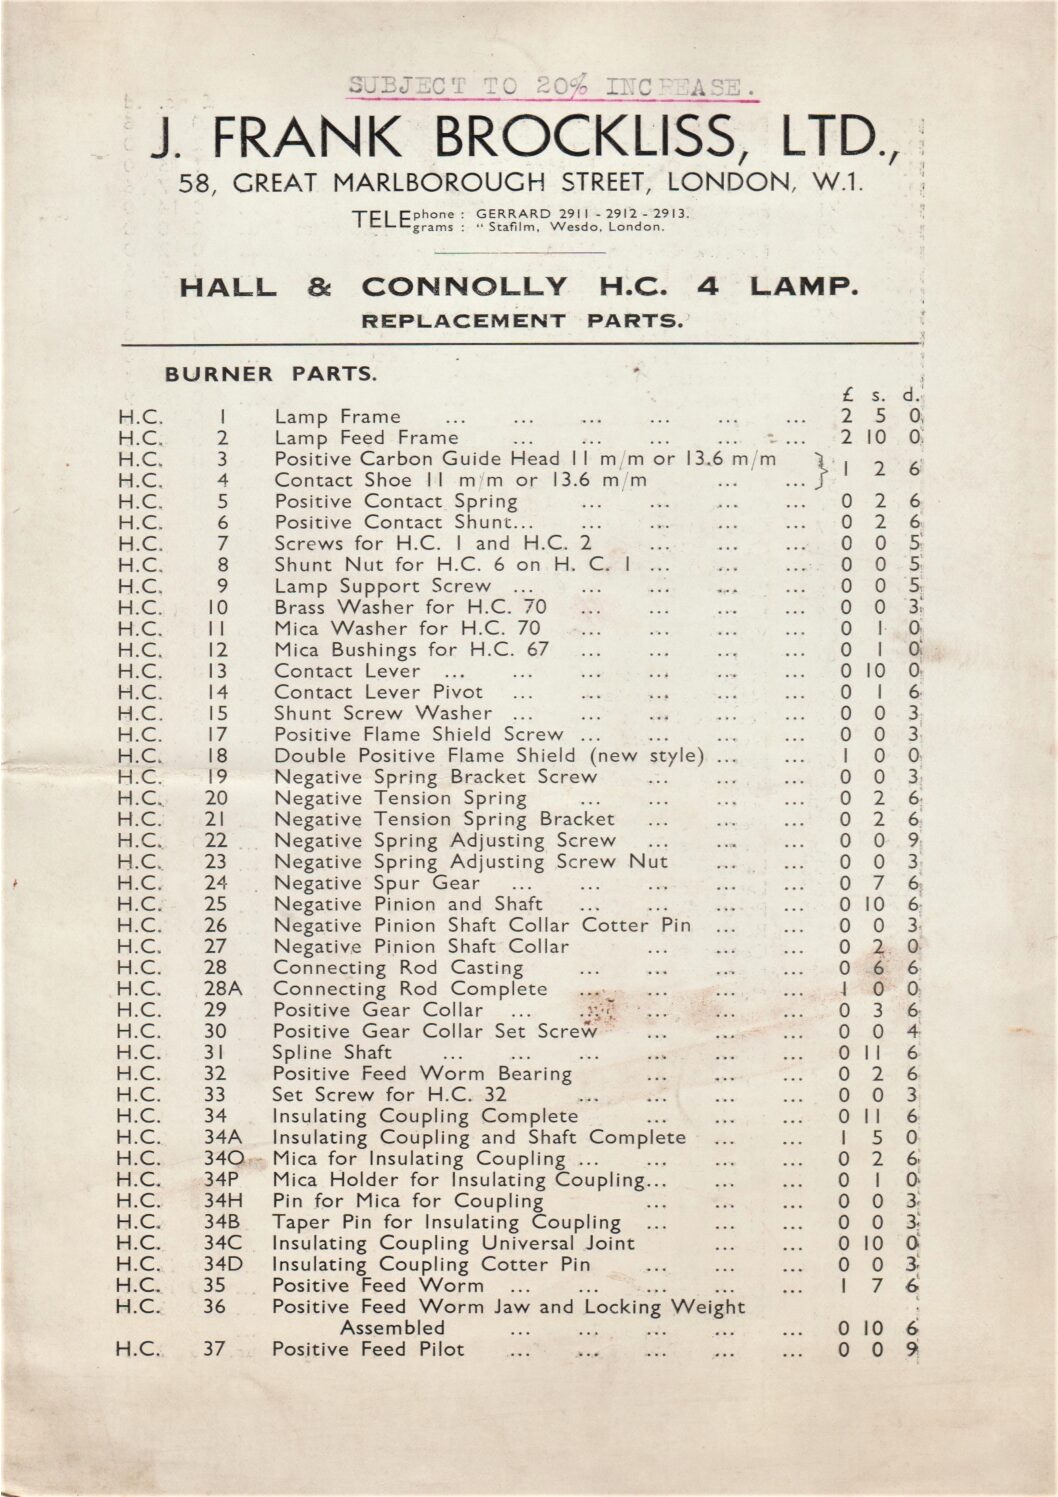 SUBJECT TO 20% INCREASE.
J. FRANK BROCKLISS, LTD.,
58, GREAT MARLBOROUGH STREET, LONDON, W.1.
TELEphone : GERRARD 2911 - 2912 - 2913.
grams : " Stafilm, Wesdo, London.
HALL & CONNOLLY H.C. 4 LAMP.
REPLACEMENT PARTS.
BURNER PARTS.
£ s. d.
H.C. 1 Lamp Frame ... ... ... ... ... 2 5 0
H.C. 2 Lamp Feed Frame ... ... ... ... ... 2 10 0
H.C. 3 Positive Carbon Guide Head 11 m/m or 13.6 m/m } 1 2 6
H.C. 4 Contact Shoe 11 m/m or 13.6 m/m ... ...
H.C. 5 Positive Contact Spring ... ... ... ... 0 2 6
H.C. 6 Positive Contact Shunt... ... ... ... ... 0 2 6
H.C. 7 Screws for H.C. 1 and H.C. 2 ... ... ... 0 0 5
H.C. 8 Shunt Nut for H.C. 6 on H. C. 1 ... ... ... 0 0 5
H.C. 9 Lamp Support Screw ... ... ... ... ... 0 0 5
H.C. 10 Brass Washer for H.C. 70 ... ... ... ... 0 0 3
H.C. 11 Mica Washer for H.C. 70 ... ... ... ... 0 1 0
H.C. 12 Mica Bushings for H.C. 67 ... ... ... ... 0 1 0
H.C. 13 Contact Lever ... ... ... ... ... ... 0 10 0
H.C. 14 Contact Lever Pivot ... ... ... ... ... 0 1 6
H.C. 15 Shunt Screw Washer ... ... ... ... ... 0 0 3
H.C. 17 Positive Flame Shield Screw ... ... ... ... 0 0 3
H.C. 18 Double Positive Flame Shield (new style) ... ... 1 0 0
H.C. 19 Negative Spring Bracket Screw ... ... ... 0 0 3
H.C. 20 Negative Tension Spring ... ... ... ... 0 2 6
H.C. 21 Negative Tension Spring Bracket ... ... ... 0 2 6
H.C. 22 Negative Spring Adjusting Screw ... ... ... 0 0 9
H.C. 23 Negative Spring Adjusting Screw Nut ... ... 0 0 3
H.C. 24 Negative Spur Gear ... ... ... ... ... 0 7 6
H.C. 25 Negative Pinion and Shaft ... ... ... ... 0 10 6
H.C. 26 Negative Pinion Shaft Collar Cotter Pin ... ... 0 0 3
H.C. 27 Negative Pinion Shaft Collar ... ... ... 0 2 0
H.C. 28 Connecting Rod Casting ... ... ... ... 0 6 6
H.C. 28A Connecting Rod Complete ... ... ... ... 1 0 0
H.C. 29 Positive Gear Collar ... ... ... ... ... 0 3 6
H.C. 30 Positive Gear Collar Set Screw ... ... ... 0 0 4
H.C. 31 Spline Shaft ... ... ... ... ... ... 0 11 6
H.C. 32 Positive Feed Worm Bearing ... ... ... 0 2 6
H.C. 33 Set Screw for H.C. 32 ... ... ... ... 0 0 3
H.C. 34 Insulating Coupling Complete ... ... ... 0 11 6
H.C. 34A Insulating Coupling and Shaft Complete ... ... 1 5 0
H.C. 34O Mica for Insulating Coupling ... ... ... ... 0 2 6
H.C. 34P Mica Holder for Insulating Coupling... ... ... 0 1 0
H.C. 34H Pin for Mica for Coupling ... ... ... 0 0 3
H.C. 34B Taper Pin for Insulating Coupling ... ... ... 0 0 3
H.C. 34C Insulating Coupling Universal Joint ... ... 0 10 0
H.C. 34D Insulating Coupling Cotter Pin ... ... ... 0 0 3
H.C. 35 Positive Feed Worm ... ... ... ... ... 1 7 6
H.C. 36 Positive Feed Worm Jaw and Locking Weight
Assembled ... ... ... ... ... 0 10 6
H.C. 37 Positive Feed Pilot ... ... ... ... ... 0 0 9